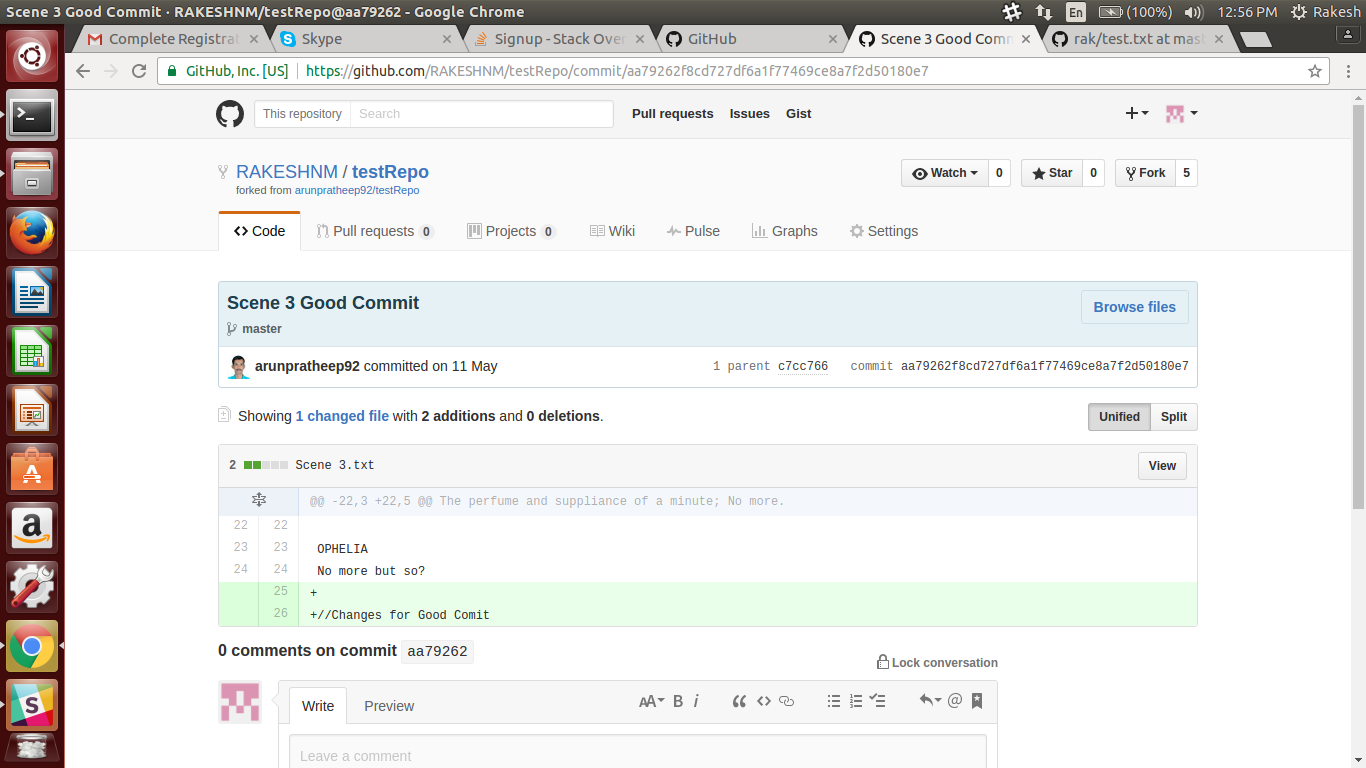 Scene 3 Good Commit · RAKESHNM/testRepo@aa79262 - Google Chrome
En (100%) 12:56 PM Rakesh
Complete Registrat Skype Signup - Stack Over GitHub Scene 3 Good Comm rak/test.txt at mast
GitHub, Inc. [US] https://github.com/RAKESHNM/testRepo/commit/aa79262f8cd727df6a1f77469ce8a7f2d50180e7
This repository Search Pull requests Issues Gist
RAKESHNM / testRepo
forked from arunpratheep92/testRepo
Watch 0 Star 0 Fork 5
Code Pull requests 0 Projects 0 Wiki Pulse Graphs Settings
Scene 3 Good Commit
Browse files
master
arunpratheep92 committed on 11 May 1 parent c7cc766 commit aa79262f8cd727df6a1f77469ce8a7f2d50180e7
Showing 1 changed file with 2 additions and 0 deletions.
Unified Split
2 Scene 3.txt View
@@ -22,3 +22,5 @@ The perfume and suppliance of a minute; No more.
22 22
23 23 OPHELIA
24 24 No more but so?
25 +
26 +//Changes for Good Comit
0 comments on commit aa79262
Lock conversation
Write Preview AA B i “ <> @
Leave a comment